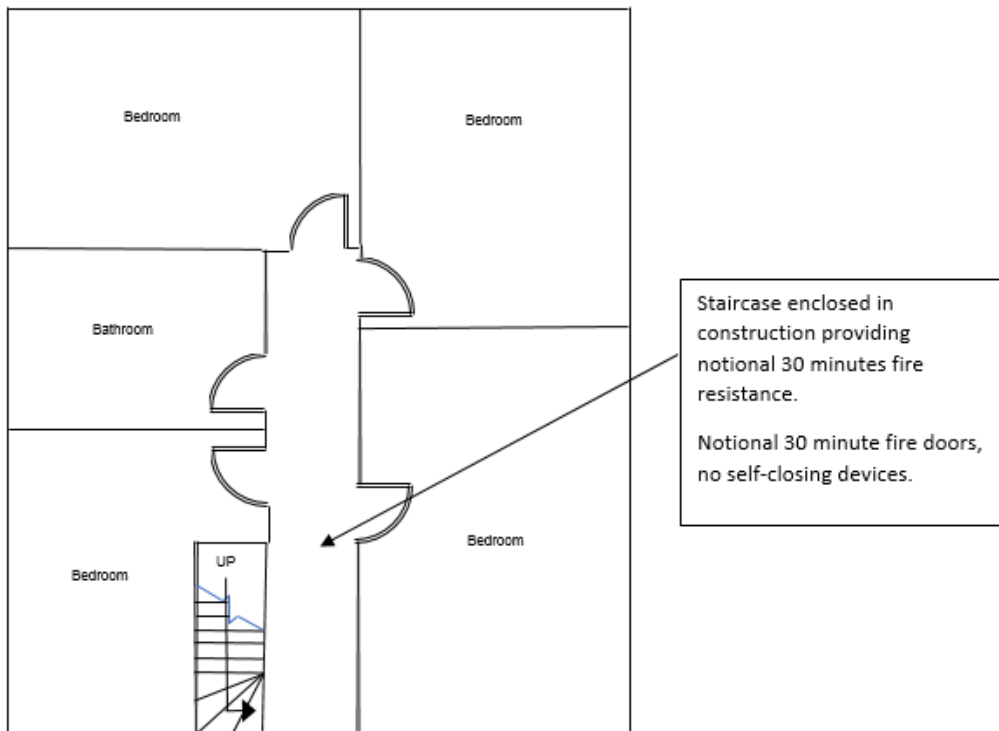 Bedroom
Bedroom
Bathroom
Staircase enclosed in
construction providing
notional 30 minutes fire
resistance.
Notional 30 minute fire doors,
no self-closing devices.
Bedroom
UP
Bedroom